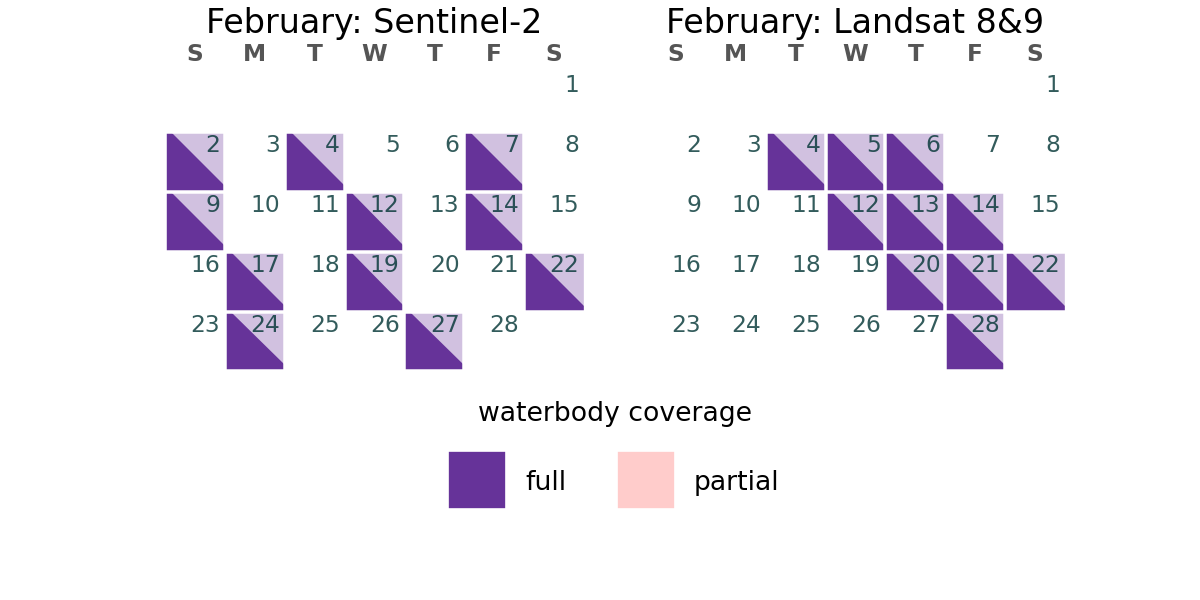 February: Sentinel-2
S M T W T F S
1
2 3 4 5 6 7 8
9 10 11 12 13 14 15
16 17 18 19 20 21 22
23 24 25 26 27 28
February: Landsat 8&9
S M T W T F S
1
2 3 4 5 6 7 8
9 10 11 12 13 14 15
16 17 18 19 20 21 22
23 24 25 26 27 28
waterbody coverage
full partial